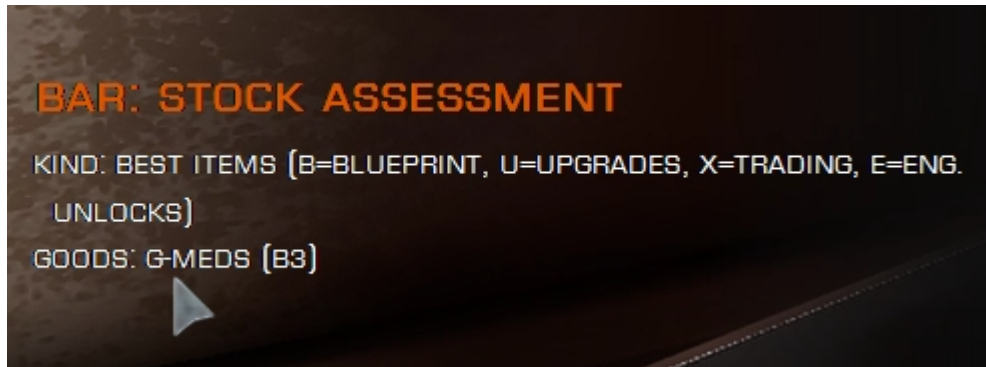 BAR: STOCK ASSESSMENT
KIND: BEST ITEMS (B=BLUEPRINT, U=UPGRADES, X=TRADING, E=ENG.
UNLOCKS)
GOODS: G-MEDS (B3)